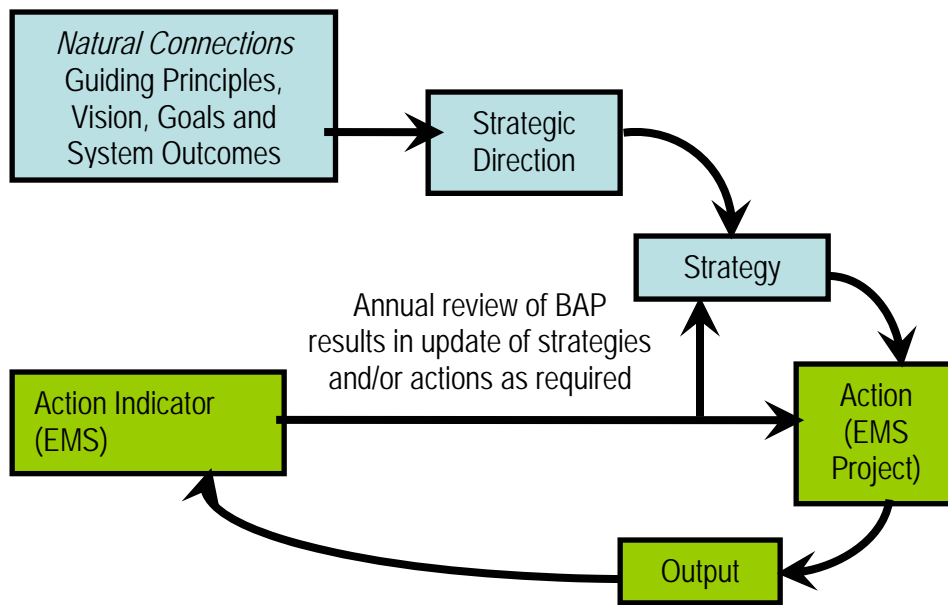 Natural Connections
Guiding Principles,
Vision, Goals and
System Outcomes
Strategic
Direction
Strategy
Annual review of BAP
results in update of strategies
and/or actions as required
Action Indicator
(EMS)
Action
(EMS
Project)
Output